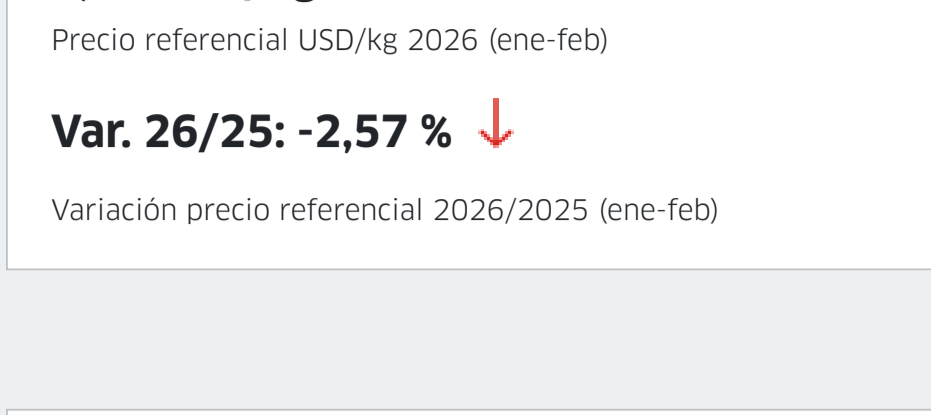 Precio referencial USD/kg 2026 (ene-feb)
Var. 26/25: -2,57 %
Variación precio referencial 2026/2025 (ene-feb)